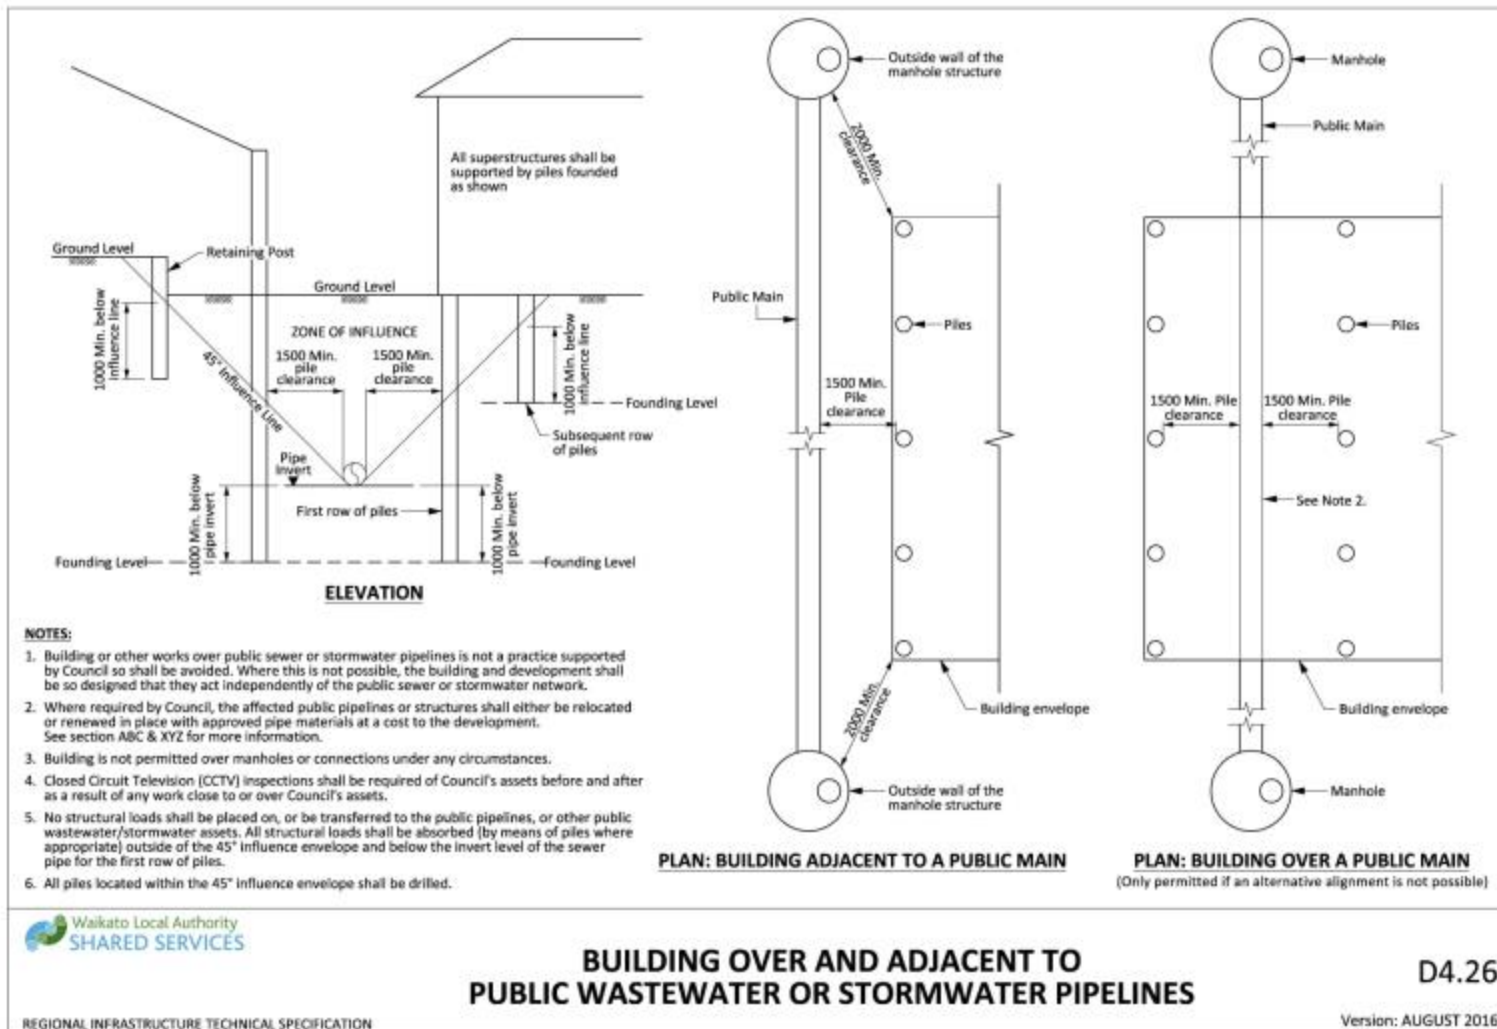 All superstructures shall be
supported by piles founded
as shown
Ground Level
Retaining Post
Ground Level
1000 Min. below
influence line
ZONE OF INFLUENCE
45° Influence Line
1500 Min.
pile
clearance
1500 Min.
pile
clearance
1000 Min. below
influence line
Founding Level
Subsequent row
of piles
Pipe
Invert
1000 Min. below
pipe invert
First row of piles
1000 Min. below
pipe invert
Founding Level
Founding Level
ELEVATION
Outside wall of the
manhole structure
2000 Min.
clearance
Public Main
Piles
1500 Min.
Pile
clearance
Building envelope
2000 Min.
clearance
Outside wall of the
manhole structure
PLAN: BUILDING ADJACENT TO A PUBLIC MAIN
Manhole
Public Main
Piles
1500 Min. Pile
clearance
1500 Min. Pile
clearance
See Note 2.
Building envelope
Manhole
PLAN: BUILDING OVER A PUBLIC MAIN
(Only permitted if an alternative alignment is not possible)
NOTES:
1. Building or other works over public sewer or stormwater pipelines is not a practice supported
by Council so shall be avoided. Where this is not possible, the building and development shall
be so designed that they act independently of the public sewer or stormwater network.
2. Where required by Council, the affected public pipelines or structures shall either be relocated
or renewed in place with approved pipe materials at a cost to the development.
See section ABC & XYZ for more information.
3. Building is not permitted over manholes or connections under any circumstances.
4. Closed Circuit Television (CCTV) inspections shall be required of Council's assets before and after
as a result of any work close to or over Council's assets.
5. No structural loads shall be placed on, or be transferred to the public pipelines, or other public
wastewater/stormwater assets. All structural loads shall be absorbed (by means of piles where
appropriate) outside of the 45° influence envelope and below the invert level of the sewer
pipe for the first row of piles.
6. All piles located within the 45° influence envelope shall be drilled.
Waikato Local Authority
SHARED SERVICES
REGIONAL INFRASTRUCTURE TECHNICAL SPECIFICATION
BUILDING OVER AND ADJACENT TO
PUBLIC WASTEWATER OR STORMWATER PIPELINES
D4.26
Version: AUGUST 2016